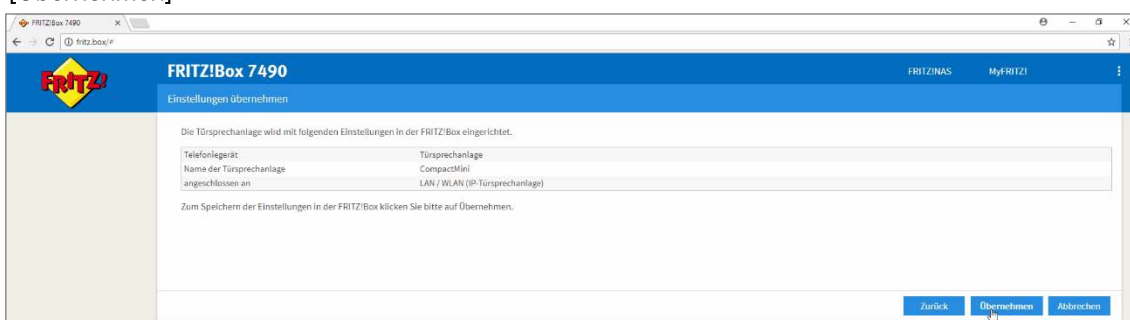 [Übernehmen]
FRITZ!Box 7490
fritz.box/#
FRITZ!
FRITZ!Box 7490
FRITZ!NAS MyFRITZ!
Einstellungen übernehmen
Die Türsprechanlage wird mit folgenden Einstellungen in der FRITZ!Box eingerichtet.
Telefoniegerät Türsprechanlage
Name der Türsprechanlage CompactMini
angeschlossen an LAN / WLAN (IP-Türsprechanlage)
Zum Speichern der Einstellungen in der FRITZ!Box klicken Sie bitte auf Übernehmen.
Zurück Übernehmen Abbrechen